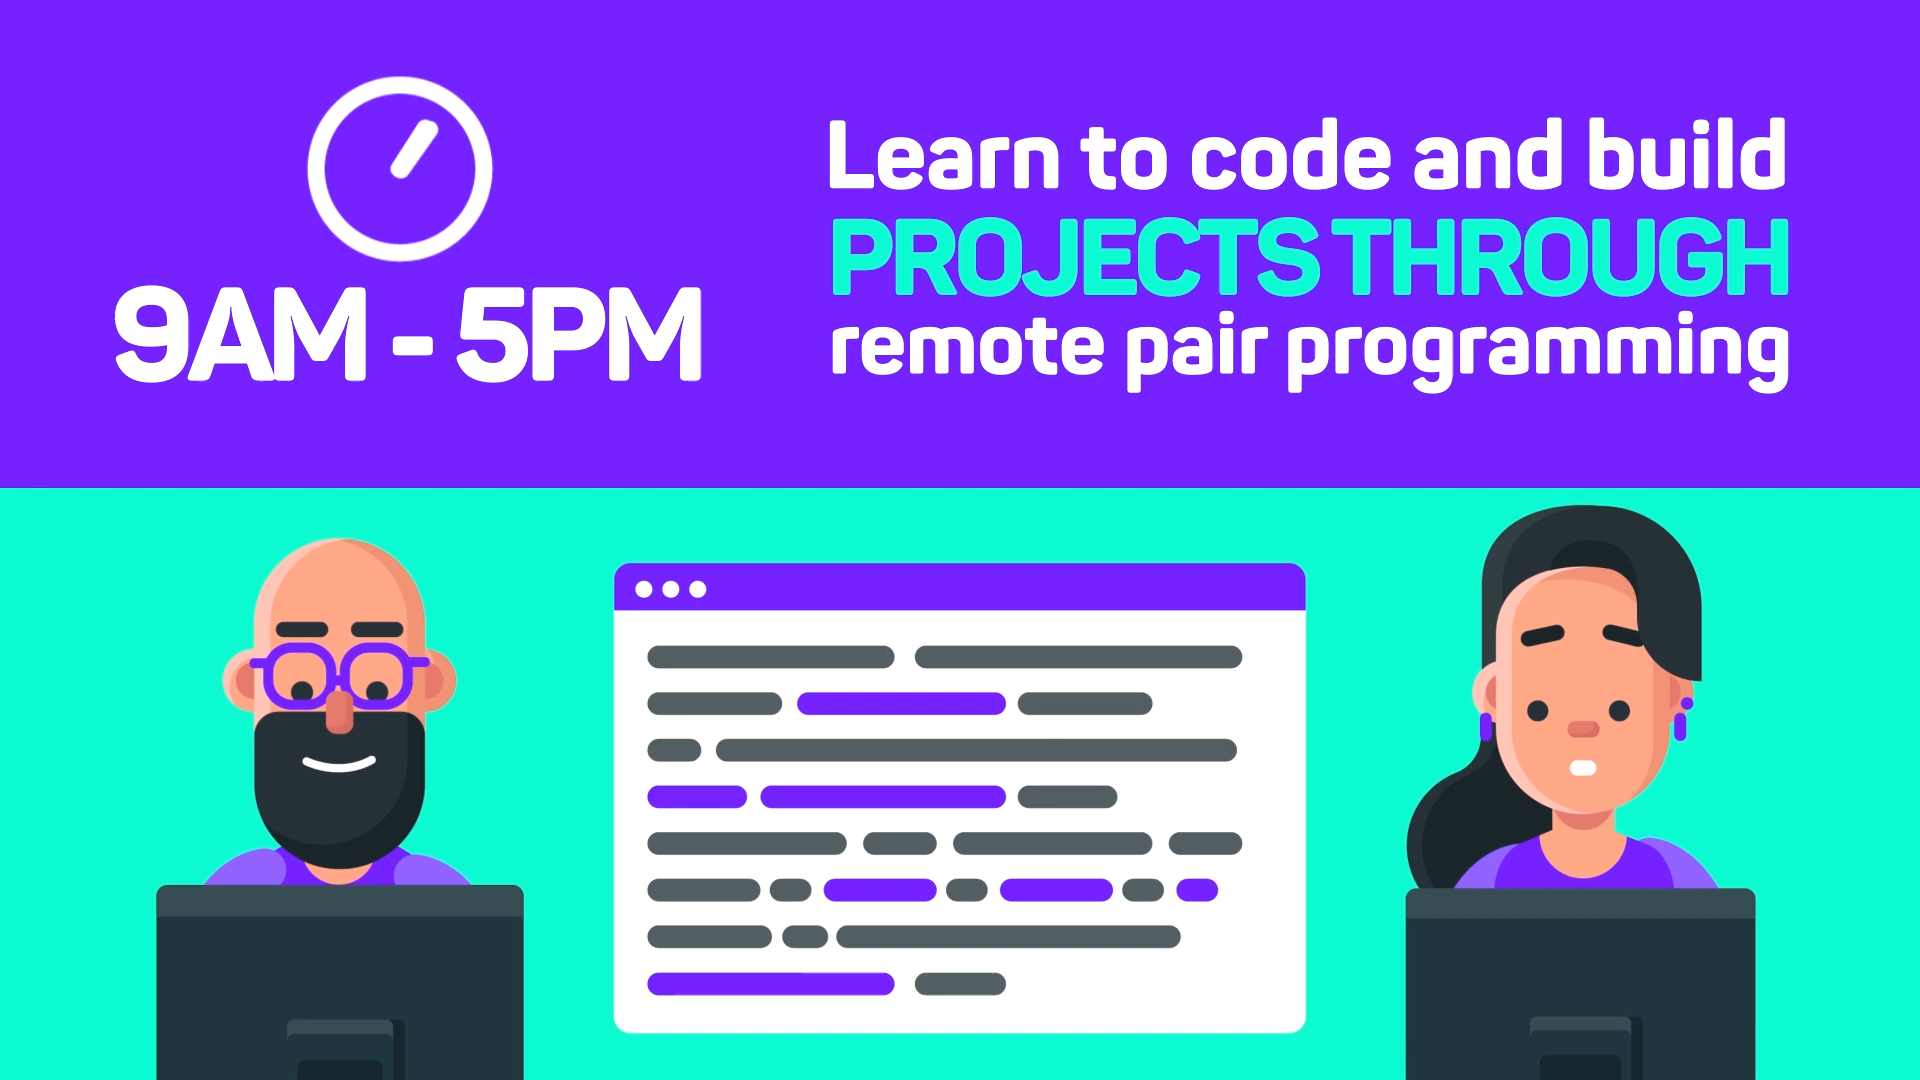 9AM - 5PM
Learn to code and build
PROJECTS THROUGH
remote pair programming